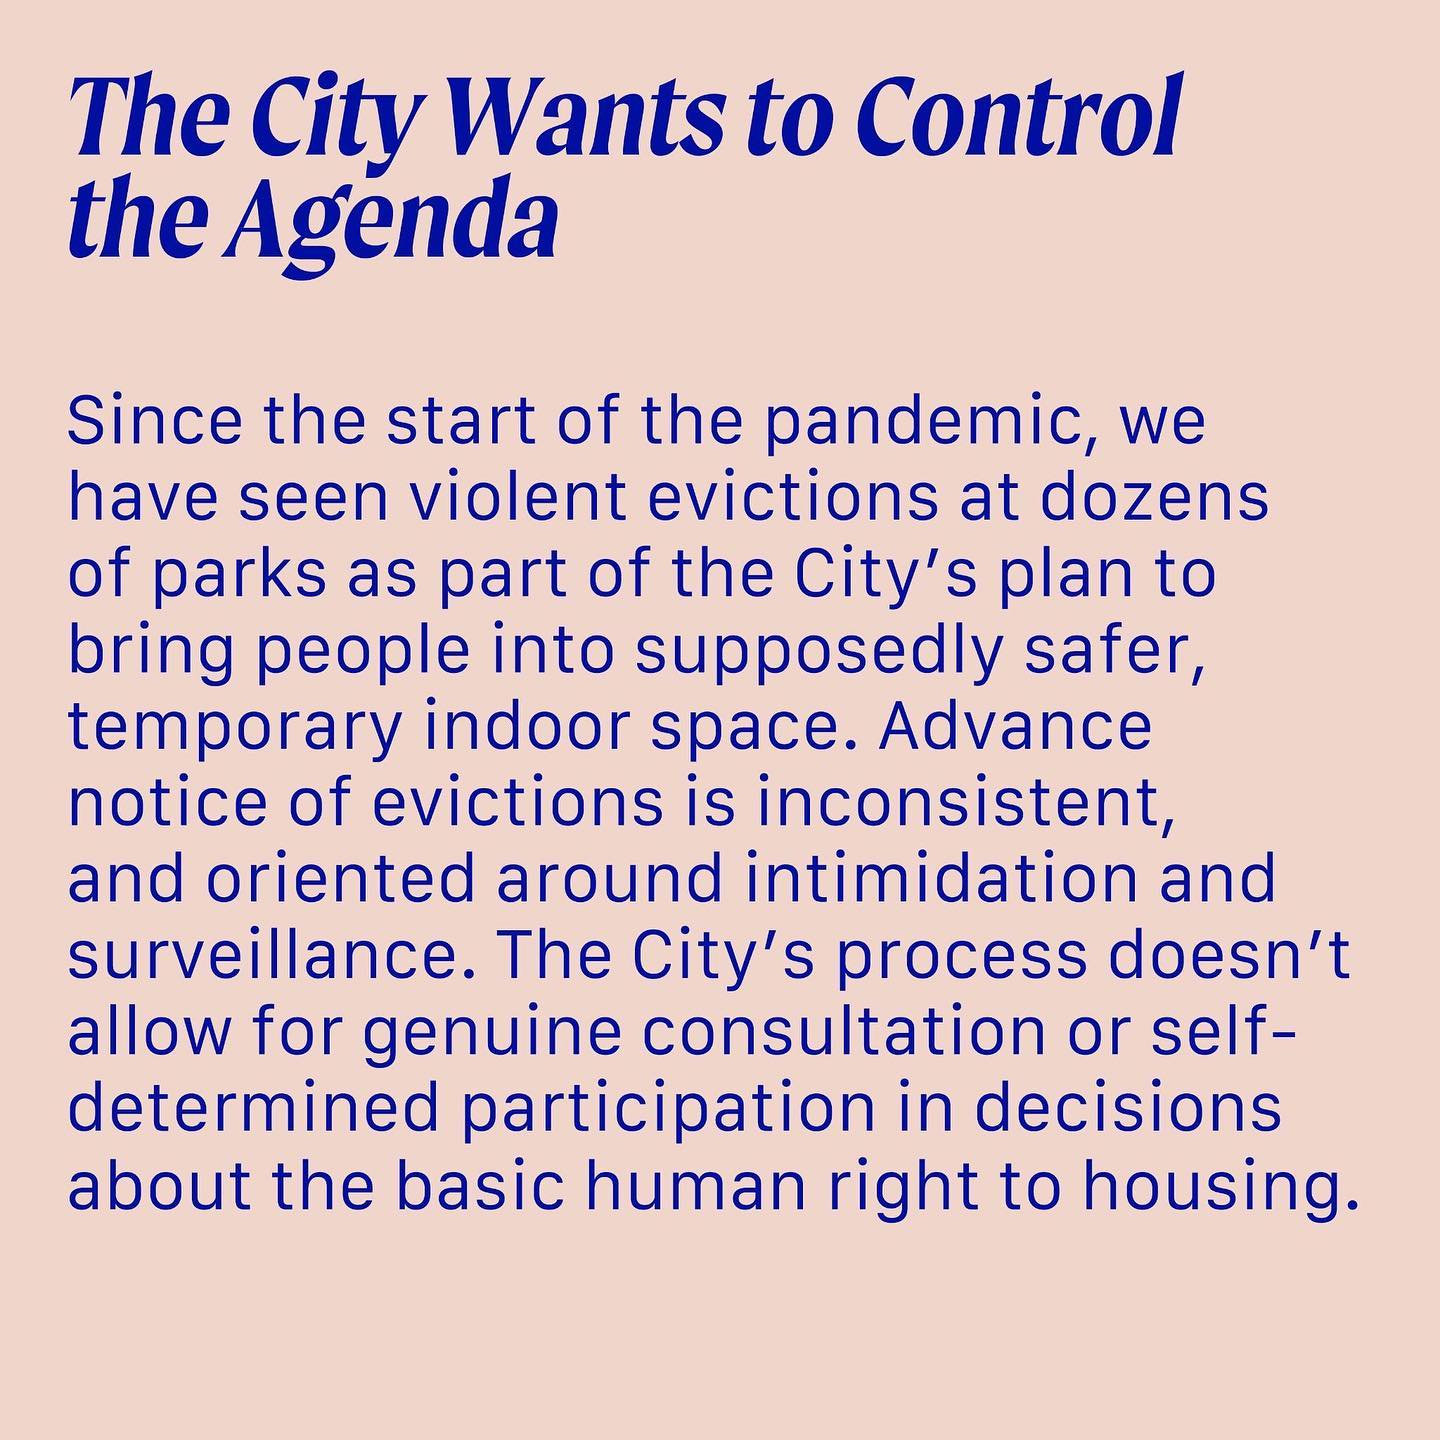 The City Wants to Control
the Agenda
Since the start of the pandemic, we
have seen violent evictions at dozens
of parks as part of the City’s plan to
bring people into supposedly safer,
temporary indoor space. Advance
notice of evictions is inconsistent,
and oriented around intimidation and
surveillance. The City’s process doesn’t
allow for genuine consultation or self-
determined participation in decisions
about the basic human right to housing.